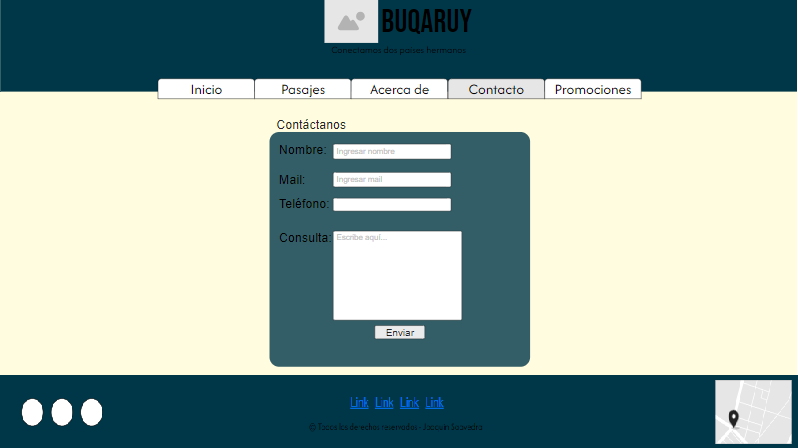 BUQARUY
Conectamos dos países hermanos
Inicio
Pasajes
Acerca de
Contacto
Promociones
Contáctanos
Nombre:
Ingresar nombre
Mail:
Ingresar mail
Teléfono:
Consulta:
Escribe aquí...
Enviar
Link Link Link Link
© Todos los derechos reservados - Joaquín Saavedra